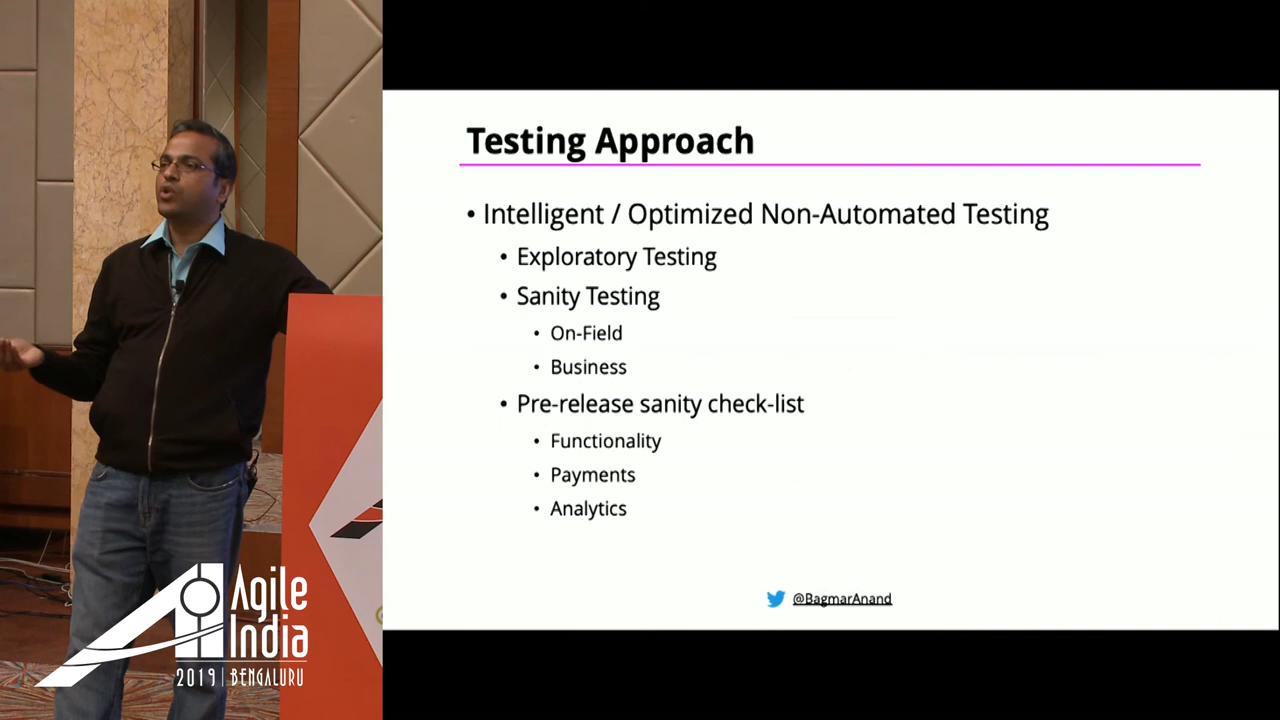 Testing Approach
• Intelligent / Optimized Non-Automated Testing
• Exploratory Testing
• Sanity Testing
• On-Field
• Business
• Pre-release sanity check-list
• Functionality
• Payments
• Analytics
@BagmarAnand
Agile
India
2019 | BENGALURU